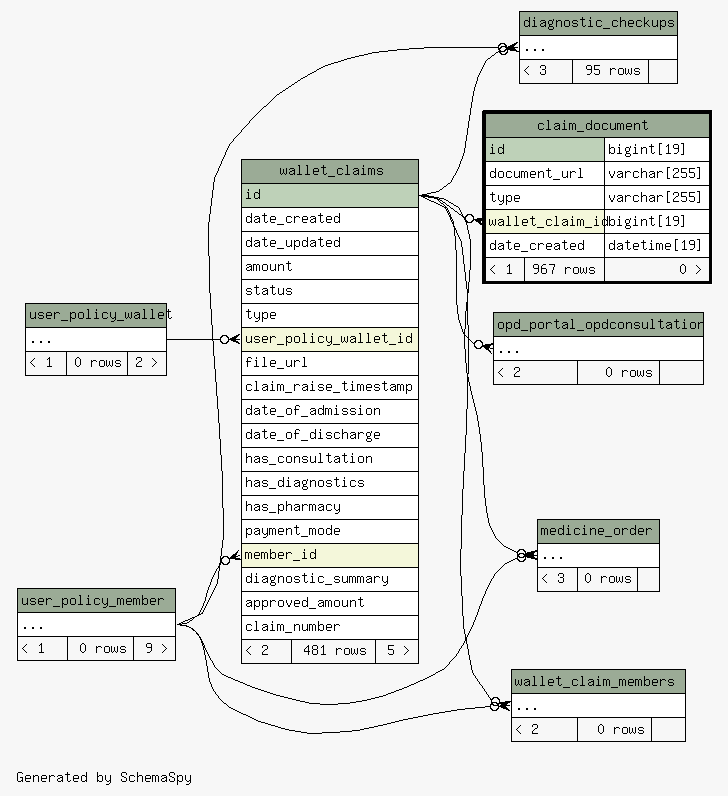 diagnostic_checkups
...
< 3 95 rows
claim_document
id bigint[19]
document_url varchar[255]
type varchar[255]
wallet_claim_id bigint[19]
date_created datetime[19]
< 1 967 rows 0 >
wallet_claims
id
date_created
date_updated
amount
status
type
user_policy_wallet_id
file_url
claim_raise_timestamp
date_of_admission
date_of_discharge
has_consultation
has_diagnostics
has_pharmacy
payment_mode
member_id
diagnostic_summary
approved_amount
claim_number
< 2 481 rows 5 >
user_policy_wallet
...
< 1 0 rows 2 >
opd_portal_opdconsultation
...
< 2 0 rows
medicine_order
...
< 3 0 rows
user_policy_member
...
< 1 0 rows 9 >
wallet_claim_members
...
< 2 0 rows
Generated by SchemaSpy